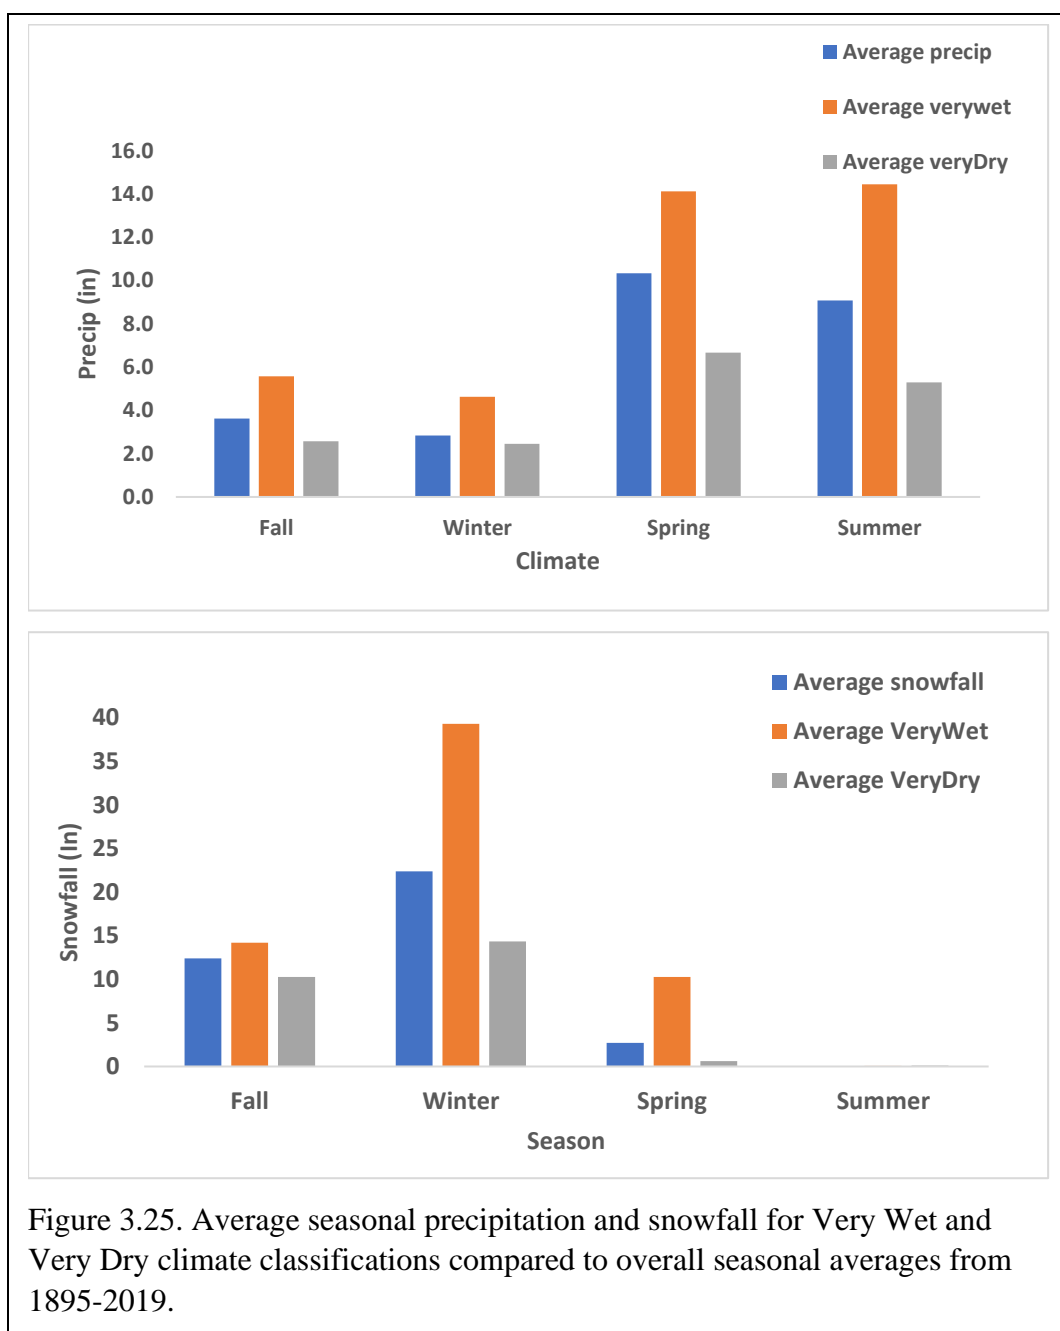 Average precip
Average verywet
Average veryDry
16.0
14.0
12.0
10.0
8.0
6.0
4.0
2.0
0.0
Precip (in)
Fall Winter Spring Summer
Climate
Average snowfall
Average VeryWet
Average VeryDry
40
35
30
25
20
15
10
5
0
Snowfall (In)
Fall Winter Spring Summer
Season
Figure 3.25. Average seasonal precipitation and snowfall for Very Wet and
Very Dry climate classifications compared to overall seasonal averages from
1895-2019.